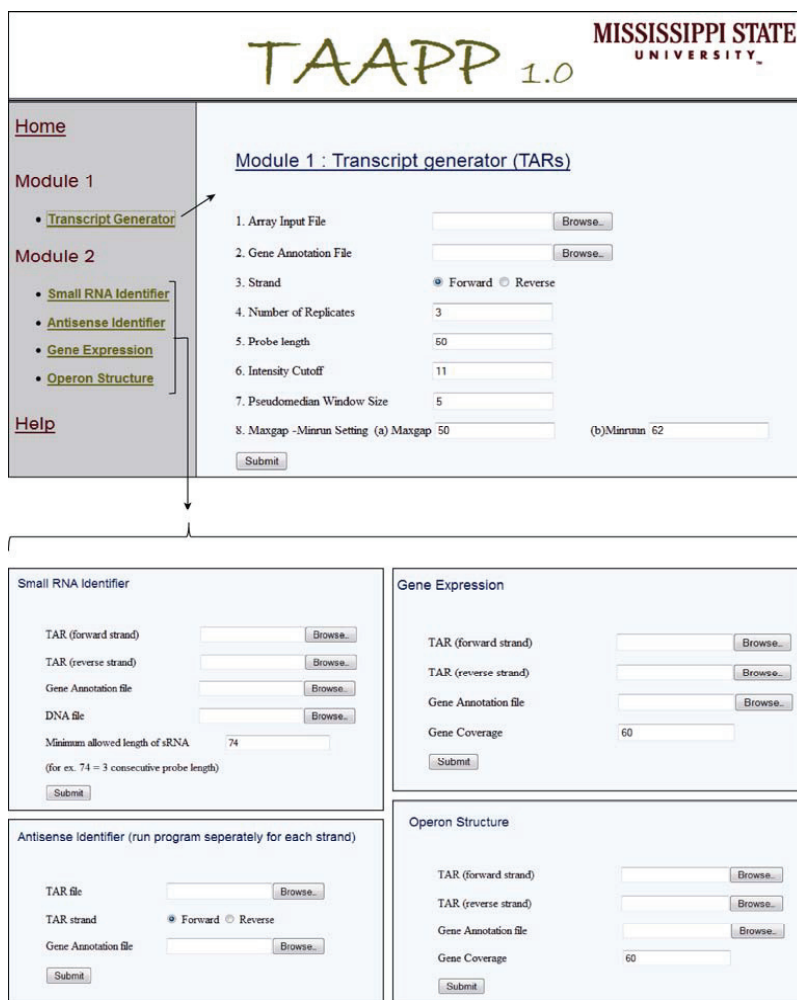 TAAPP 1.0
MISSISSIPPI STATE
UNIVERSITY™
Home
Module 1
• Transcript Generator
Module 2
• Small RNA Identifier
• Antisense Identifier
• Gene Expression
• Operon Structure
Help
Module 1 : Transcript generator (TARs)
1. Array Input File Browse..
2. Gene Annotation File Browse..
3. Strand Forward Reverse
4. Number of Replicates 3
5. Probe length 50
6. Intensity Cutoff 11
7. Pseudomedian Window Size 5
8. Maxgap -Minrun Setting (a) Maxgap 50 (b)Minruun 62
Submit
Small RNA Identifier
TAR (forward strand) Browse..
TAR (reverse strand) Browse..
Gene Annotation file Browse..
DNA file Browse..
Minimum allowed length of sRNA 74
(for ex. 74 = 3 consecutive probe length)
Submit
Gene Expression
TAR (forward strand) Browse..
TAR (reverse strand) Browse..
Gene Annotation file Browse..
Gene Coverage 60
Submit
Antisense Identifier (run program seperately for each strand)
TAR file Browse..
TAR strand Forward Reverse
Gene Annotation file Browse..
Submit
Operon Structure
TAR (forward strand) Browse..
TAR (reverse strand) Browse..
Gene Annotation file Browse..
Gene Coverage 60
Submit